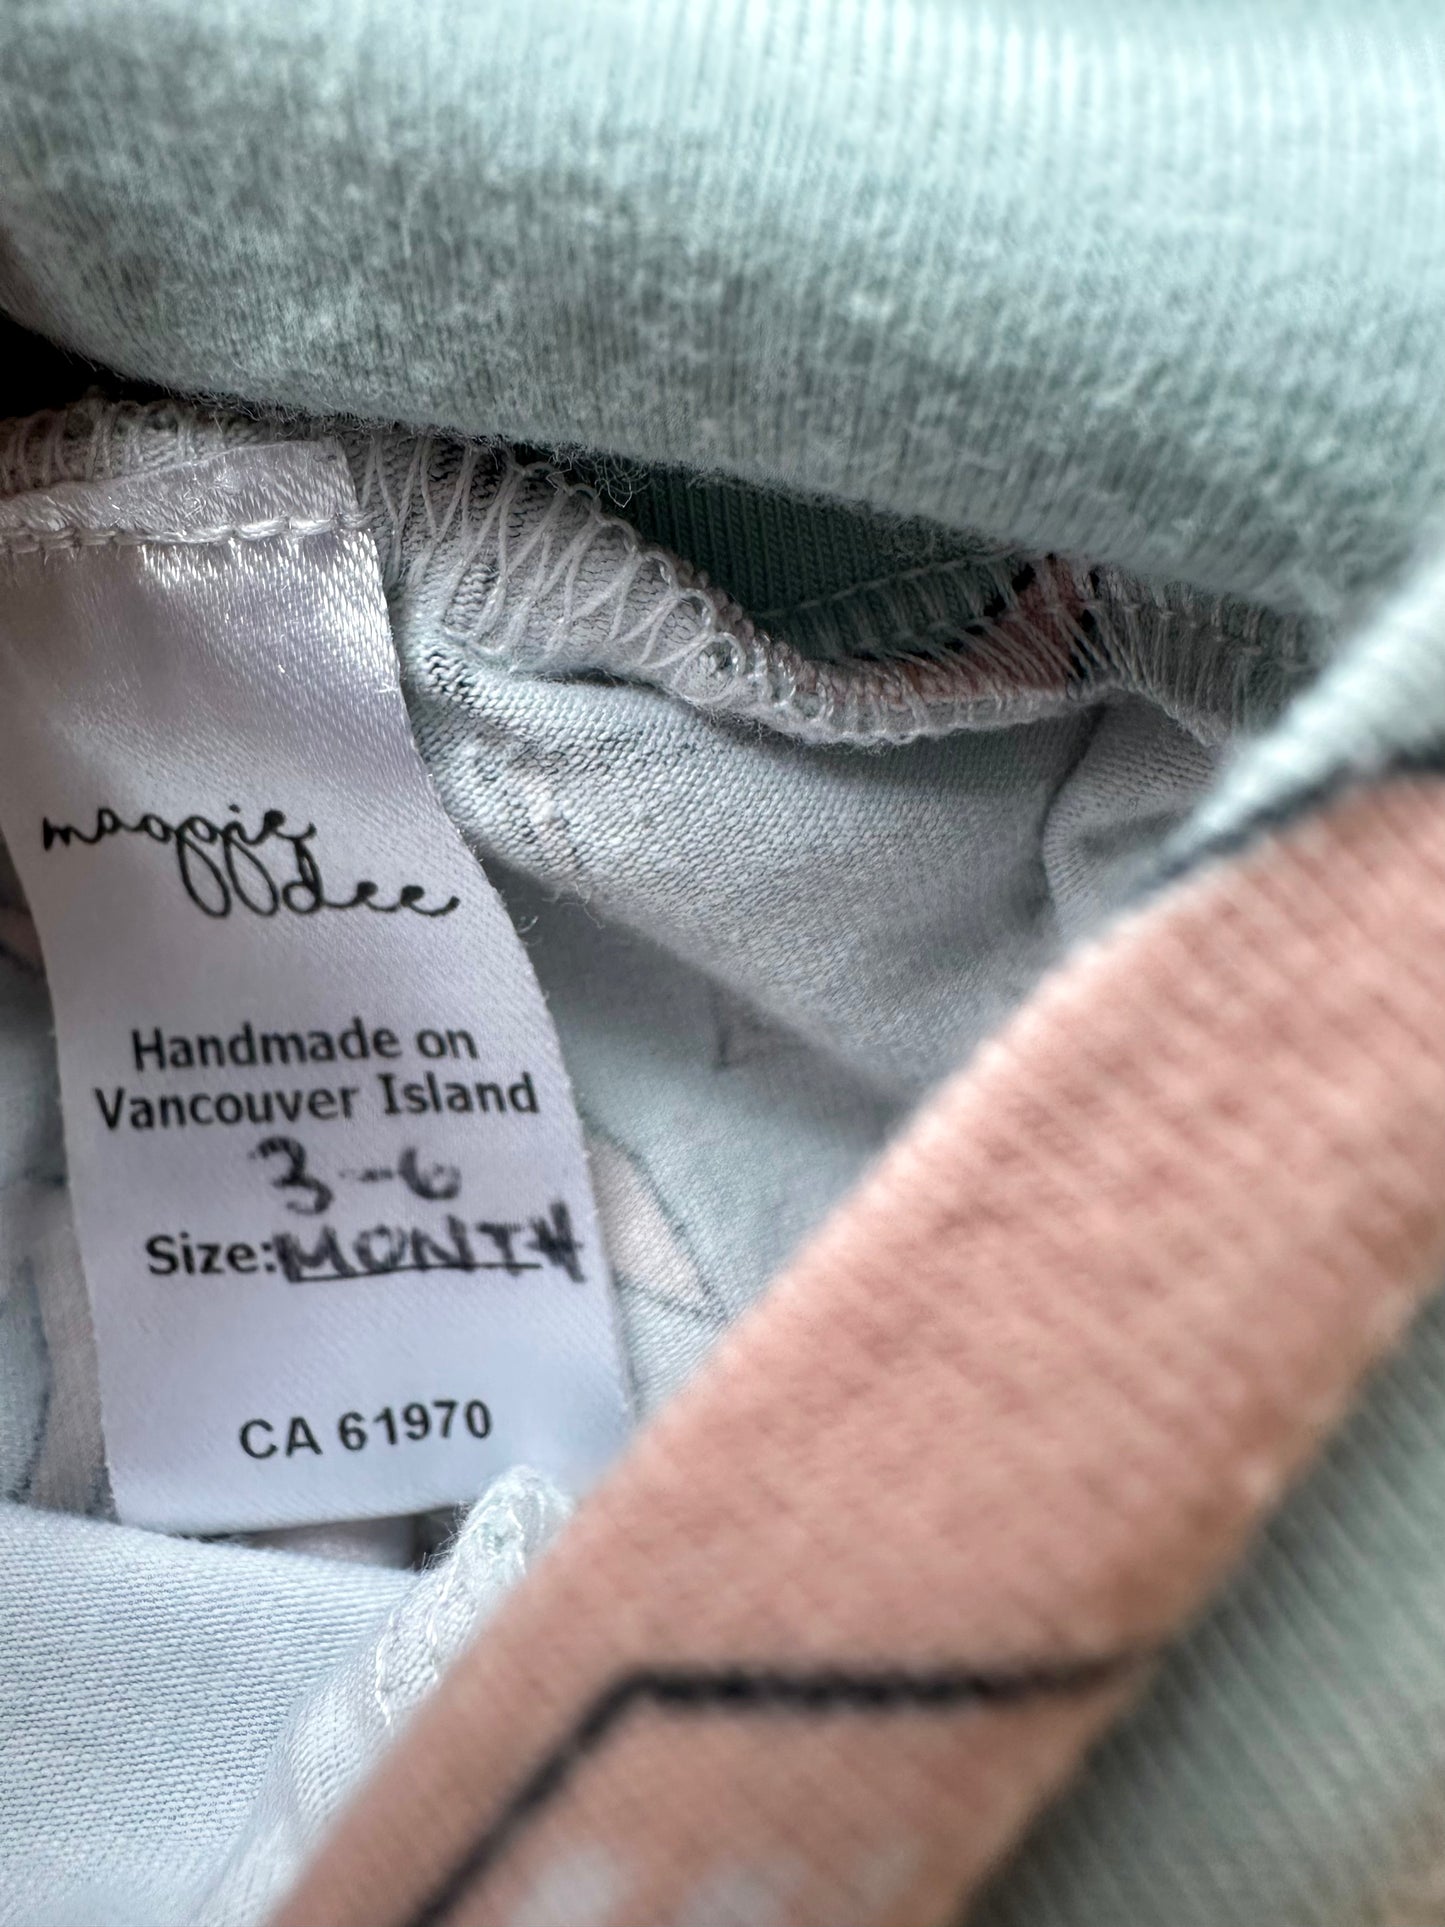 maggie
dee
Handmade on
Vancouver Island
3-6
Size: MONTH
CA 61970